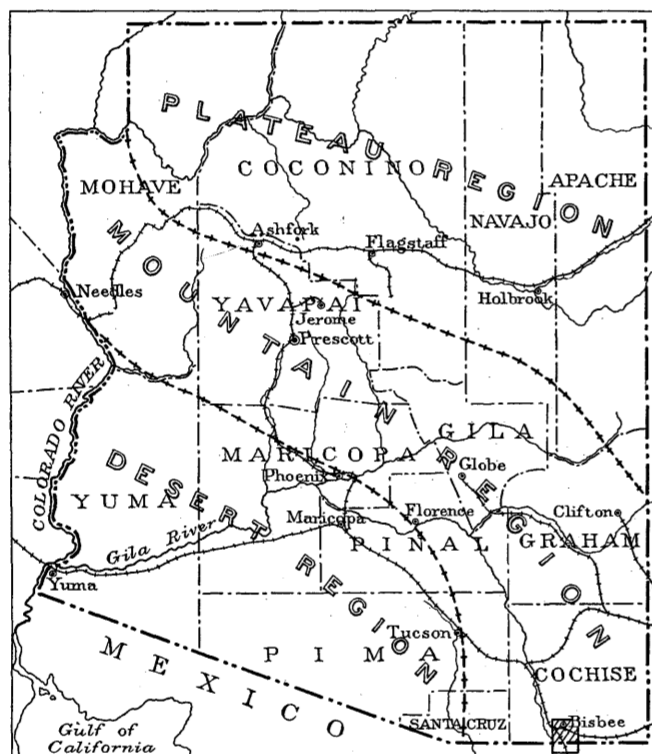 PLATEAU REGION
COCONINO
MOHAVE
APACHE
NAVAJO
MOUNTAIN REGION
Ashfork
Flagstaff
Needles
Holbrook
YAVAPAI
Jerome
Prescott
COLORADO RIVER
GILA
MARICOPA
DESERT REGION
Phoenix
Globe
YUMA
Maricopa
Florence
Clifton
Gila River
PINAL
GRAHAM
Yuma
Tucson
MEXICO
PIMA
COCHISE
SANTA CRUZ
Bisbee
Gulf of
California